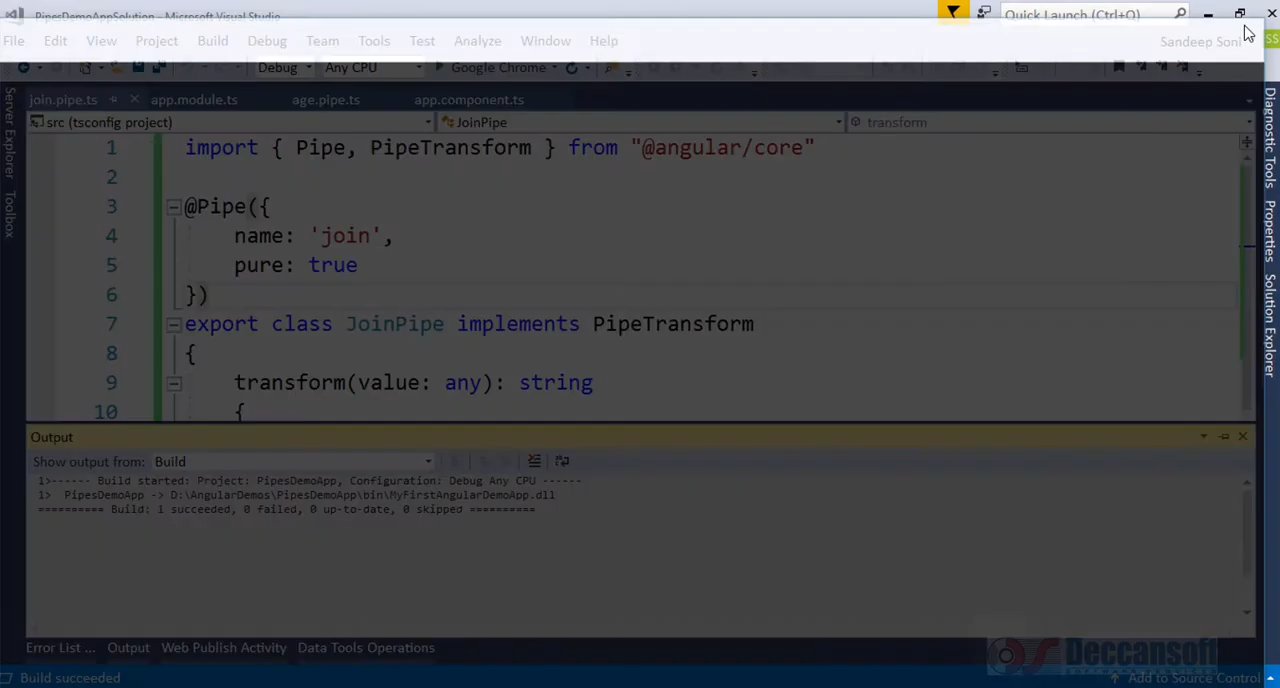 PipesDemoAppSolution - Microsoft Visual Studio
Quick Launch (Ctrl+Q)
File Edit View Project Build Debug Team Tools Test Analyze Window Help
Sandeep Soni
SS
Debug Any CPU Google Chrome
Server Explorer
Toolbox
join.pipe.ts app.module.ts age.pipe.ts app.component.ts
src (tsconfig project) JoinPipe transform
1 import { Pipe, PipeTransform } from "@angular/core"
2
3 @Pipe({
4 name: 'join',
5 pure: true
6 })
7 export class JoinPipe implements PipeTransform
8 {
9 transform(value: any): string
10 {
Diagnostic Tools
Properties
Solution Explorer
Output
Show output from: Build
1>------ Build started: Project: PipesDemoApp, Configuration: Debug Any CPU ------
1> PipesDemoApp -> D:\AngularDemos\PipesDemoApp\bin\MyFirstAngularDemoApp.dll
========== Build: 1 succeeded, 0 failed, 0 up-to-date, 0 skipped ==========
Error List ... Output Web Publish Activity Data Tools Operations
Deccansoft
Build succeeded
Add to Source Control